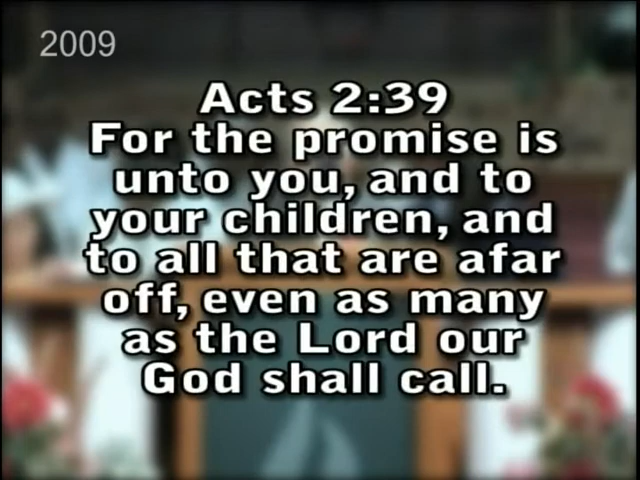 2009
Acts 2:39
For the promise is
unto you, and to
your children, and
to all that are afar
off, even as many
as the Lord our
God shall call.